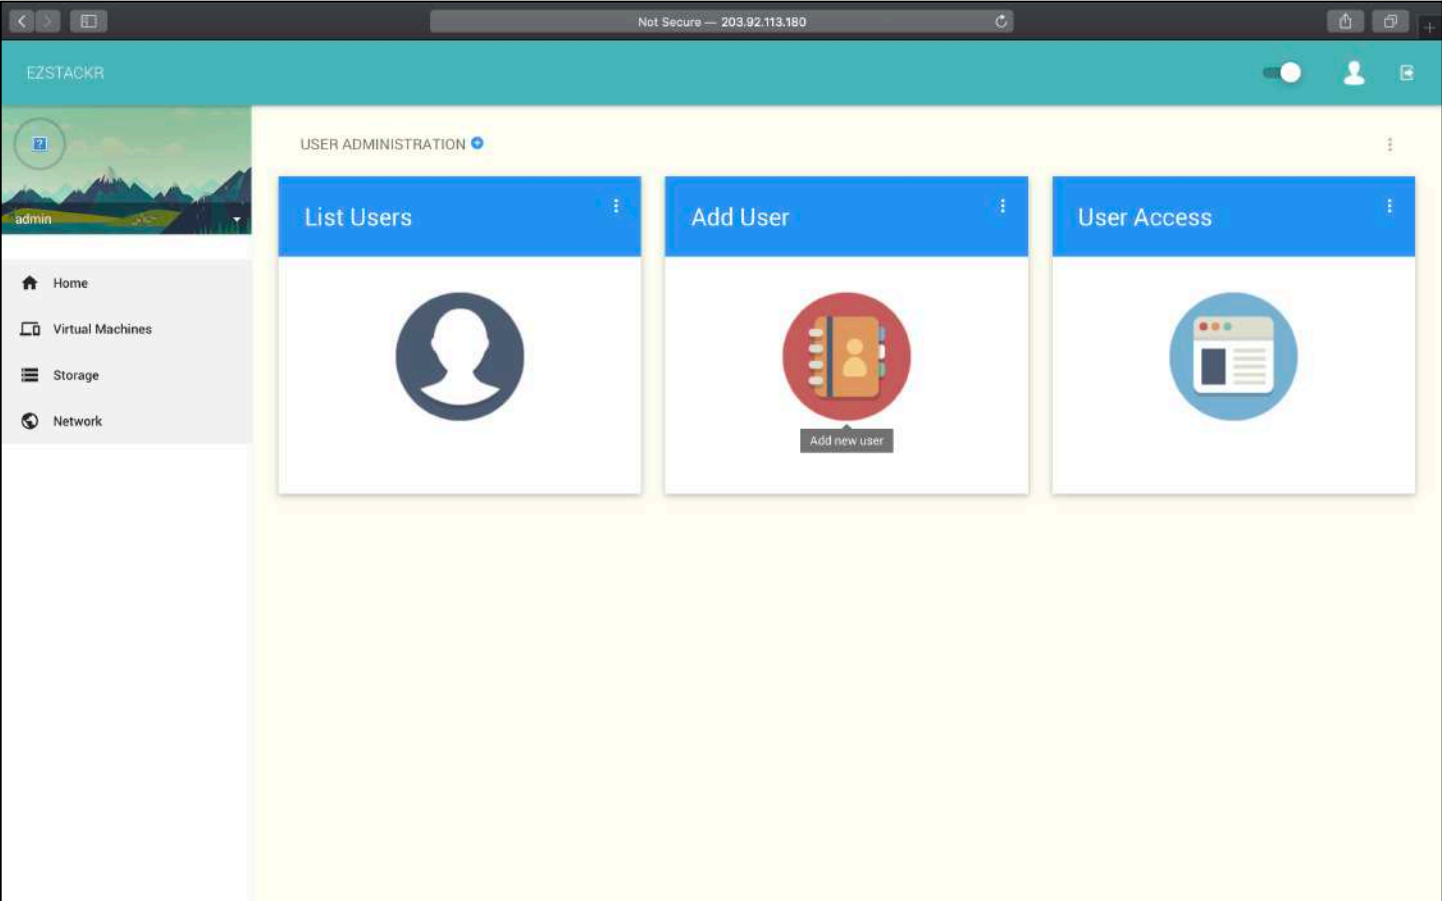 Not Secure — 203.92.113.180
EZSTACKR
admin
Home
Virtual Machines
Storage
Network
USER ADMINISTRATION
List Users
Add User
User Access
Add new user